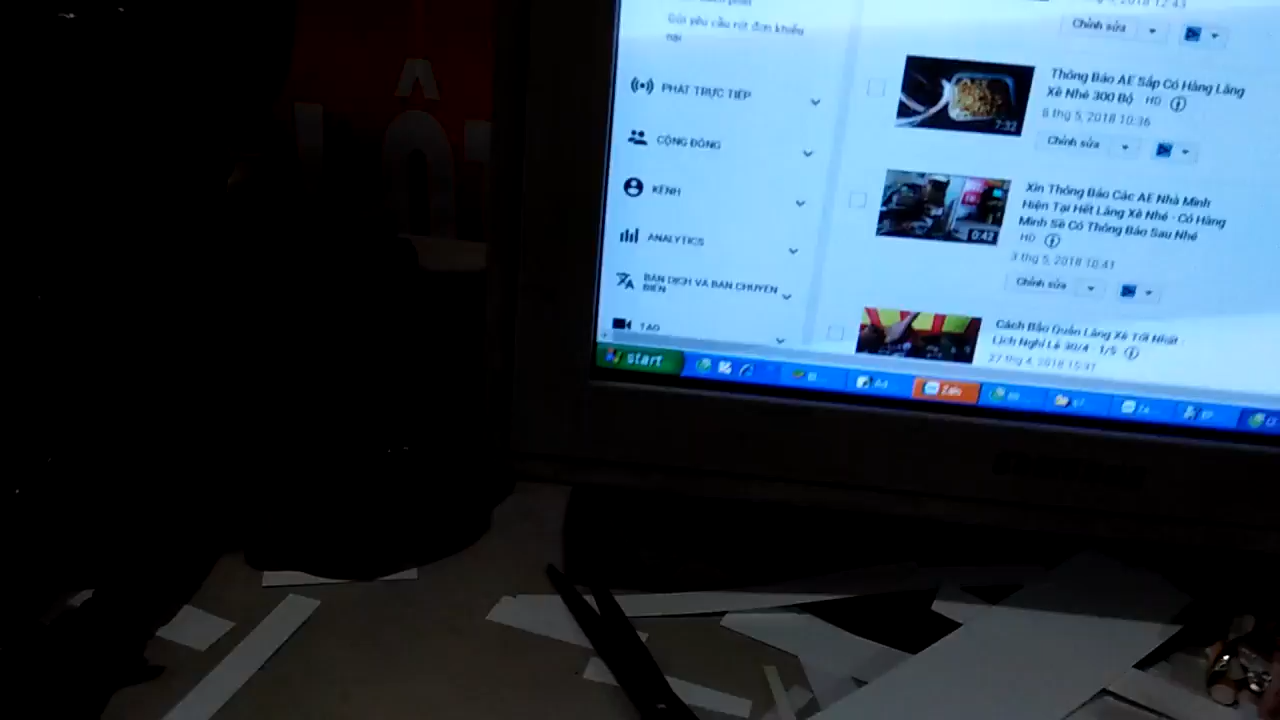 Gửi yêu cầu rút đơn khiếu
nại
PHÁT TRỰC TIẾP
CỘNG ĐỒNG
KÊNH
ANALYTICS
BẢN DỊCH VÀ BẢN CHUYỂN
BIÊN
TẠO
Chỉnh sửa
7:32
Thông Báo AE Sắp Có Hàng Lăng
Xê Nhé 300 Bộ HD
6 thg 5, 2018 10:36
Chỉnh sửa
0:42
Xin Thông Báo Các AE Nhà Mình
Hiện Tại Hết Lăng Xê Nhé - Có Hàng
Mình Sẽ Có Thông Báo Sau Nhé
HD
3 thg 5, 2018 10:41
Chỉnh sửa
Cách Bảo Quản Lăng Xê Tốt Nhất -
Lịch Nghỉ Lễ 30/4 - 1/5
27 thg 4, 2018
start
Zalo